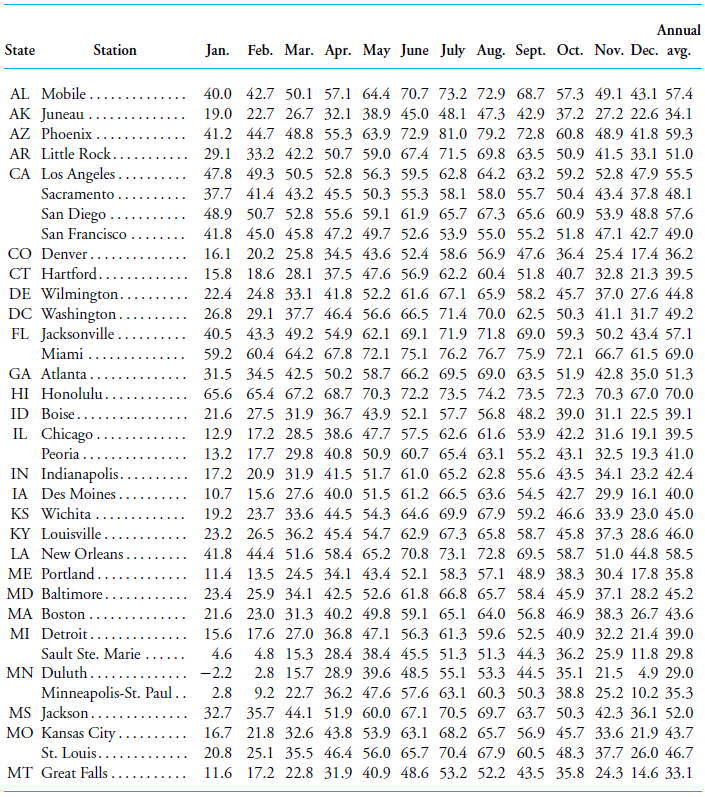 Annual
State Station Jan. Feb. Mar. Apr. May June July Aug. Sept. Oct. Nov. Dec. avg.
AL Mobile . . . . . . . . . . . . . . 40.0 42.7 50.1 57.1 64.4 70.7 73.2 72.9 68.7 57.3 49.1 43.1 57.4
AK Juneau . . . . . . . . . . . . . . 19.0 22.7 26.7 32.1 38.9 45.0 48.1 47.3 42.9 37.2 27.2 22.6 34.1
AZ Phoenix . . . . . . . . . . . . . 41.2 44.7 48.8 55.3 63.9 72.9 81.0 79.2 72.8 60.8 48.9 41.8 59.3
AR Little Rock. . . . . . . . . . . 29.1 33.2 42.2 50.7 59.0 67.4 71.5 69.8 63.5 50.9 41.5 33.1 51.0
CA Los Angeles . . . . . . . . . . 47.8 49.3 50.5 52.8 56.3 59.5 62.8 64.2 63.2 59.2 52.8 47.9 55.5
Sacramento . . . . . . . . . . 37.7 41.4 43.2 45.5 50.3 55.3 58.1 58.0 55.7 50.4 43.4 37.8 48.1
San Diego . . . . . . . . . . . 48.9 50.7 52.8 55.6 59.1 61.9 65.7 67.3 65.6 60.9 53.9 48.8 57.6
San Francisco . . . . . . . . 41.8 45.0 45.8 47.2 49.7 52.6 53.9 55.0 55.2 51.8 47.1 42.7 49.0
CO Denver. . . . . . . . . . . . . . 16.1 20.2 25.8 34.5 43.6 52.4 58.6 56.9 47.6 36.4 25.4 17.4 36.2
CT Hartford. . . . . . . . . . . . . 15.8 18.6 28.1 37.5 47.6 56.9 62.2 60.4 51.8 40.7 32.8 21.3 39.5
DE Wilmington. . . . . . . . . . 22.4 24.8 33.1 41.8 52.2 61.6 67.1 65.9 58.2 45.7 37.0 27.6 44.8
DC Washington. . . . . . . . . . 26.8 29.1 37.7 46.4 56.6 66.5 71.4 70.0 62.5 50.3 41.1 31.7 49.2
FL Jacksonville . . . . . . . . . . 40.5 43.3 49.2 54.9 62.1 69.1 71.9 71.8 69.0 59.3 50.2 43.4 57.1
Miami . . . . . . . . . . . . . . 59.2 60.4 64.2 67.8 72.1 75.1 76.2 76.7 75.9 72.1 66.7 61.5 69.0
GA Atlanta . . . . . . . . . . . . . 31.5 34.5 42.5 50.2 58.7 66.2 69.5 69.0 63.5 51.9 42.8 35.0 51.3
HI Honolulu. . . . . . . . . . . . 65.6 65.4 67.2 68.7 70.3 72.2 73.5 74.2 73.5 72.3 70.3 67.0 70.0
ID Boise. . . . . . . . . . . . . . . 21.6 27.5 31.9 36.7 43.9 52.1 57.7 56.8 48.2 39.0 31.1 22.5 39.1
IL Chicago . . . . . . . . . . . . . 12.9 17.2 28.5 38.6 47.7 57.5 62.6 61.6 53.9 42.2 31.6 19.1 39.5
Peoria . . . . . . . . . . . . . . 13.2 17.7 29.8 40.8 50.9 60.7 65.4 63.1 55.2 43.1 32.5 19.3 41.0
IN Indianapolis. . . . . . . . . . 17.2 20.9 31.9 41.5 51.7 61.0 65.2 62.8 55.6 43.5 34.1 23.2 42.4
IA Des Moines . . . . . . . . . . 10.7 15.6 27.6 40.0 51.5 61.2 66.5 63.6 54.5 42.7 29.9 16.1 40.0
KS Wichita . . . . . . . . . . . . . 19.2 23.7 33.6 44.5 54.3 64.6 69.9 67.9 59.2 46.6 33.9 23.0 45.0
KY Louisville . . . . . . . . . . . . 23.2 26.5 36.2 45.4 54.7 62.9 67.3 65.8 58.7 45.8 37.3 28.6 46.0
LA New Orleans . . . . . . . . . 41.8 44.4 51.6 58.4 65.2 70.8 73.1 72.8 69.5 58.7 51.0 44.8 58.5
ME Portland . . . . . . . . . . . . 11.4 13.5 24.5 34.1 43.4 52.1 58.3 57.1 48.9 38.3 30.4 17.8 35.8
MD Baltimore. . . . . . . . . . . . 23.4 25.9 34.1 42.5 52.6 61.8 66.8 65.7 58.4 45.9 37.1 28.2 45.2
MA Boston . . . . . . . . . . . . . . 21.6 23.0 31.3 40.2 49.8 59.1 65.1 64.0 56.8 46.9 38.3 26.7 43.6
MI Detroit. . . . . . . . . . . . . . 15.6 17.6 27.0 36.8 47.1 56.3 61.3 59.6 52.5 40.9 32.2 21.4 39.0
Sault Ste. Marie . . . . . . 4.6 4.8 15.3 28.4 38.4 45.5 51.3 51.3 44.3 36.2 25.9 11.8 29.8
MN Duluth . . . . . . . . . . . . . −2.2 2.8 15.7 28.9 39.6 48.5 55.1 53.3 44.5 35.1 21.5 4.9 29.0
Minneapolis-St. Paul . . 2.8 9.2 22.7 36.2 47.6 57.6 63.1 60.3 50.3 38.8 25.2 10.2 35.3
MS Jackson. . . . . . . . . . . . . . 32.7 35.7 44.1 51.9 60.0 67.1 70.5 69.7 63.7 50.3 42.3 36.1 52.0
MO Kansas City . . . . . . . . . . 16.7 21.8 32.6 43.8 53.9 63.1 68.2 65.7 56.9 45.7 33.6 21.9 43.7
St. Louis. . . . . . . . . . . . . 20.8 25.1 35.5 46.4 56.0 65.7 70.4 67.9 60.5 48.3 37.7 26.0 46.7
MT Great Falls . . . . . . . . . . . 11.6 17.2 22.8 31.9 40.9 48.6 53.2 52.2 43.5 35.8 24.3 14.6 33.1